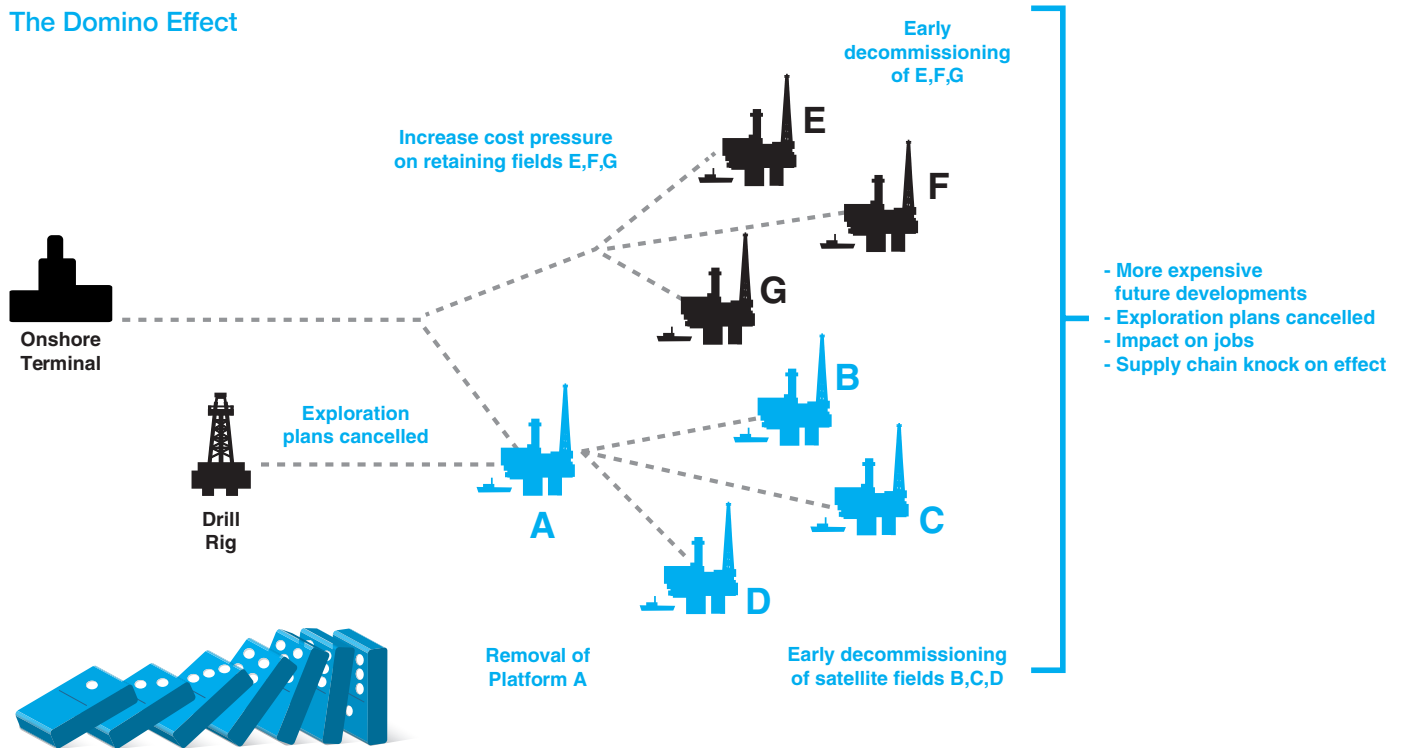 The Domino Effect
Early
decommissioning
of E,F,G
E
Increase cost pressure
on retaining fields E,F,G
F
G
Onshore
Terminal
- More expensive
future developments
- Exploration plans cancelled
- Impact on jobs
- Supply chain knock on effect
B
Exploration
plans cancelled
Drill
Rig
A
C
D
Removal of
Platform A
Early decommissioning
of satellite fields B,C,D